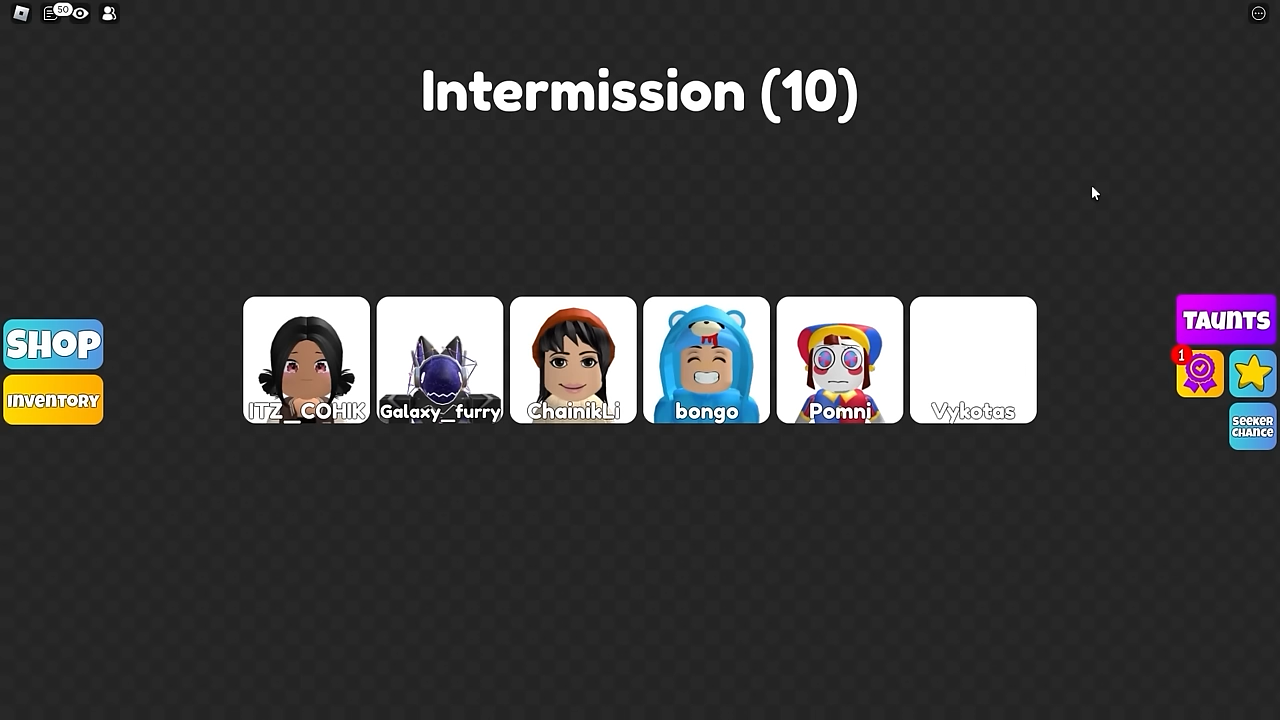 50
Intermission (10)
SHOP
INVENTORY
ITZ_COHIK
Galaxy_furry
ChainikLi
bongo
Pomni
Vykotas
TAUNTS
1
SEEKER
CHANCE